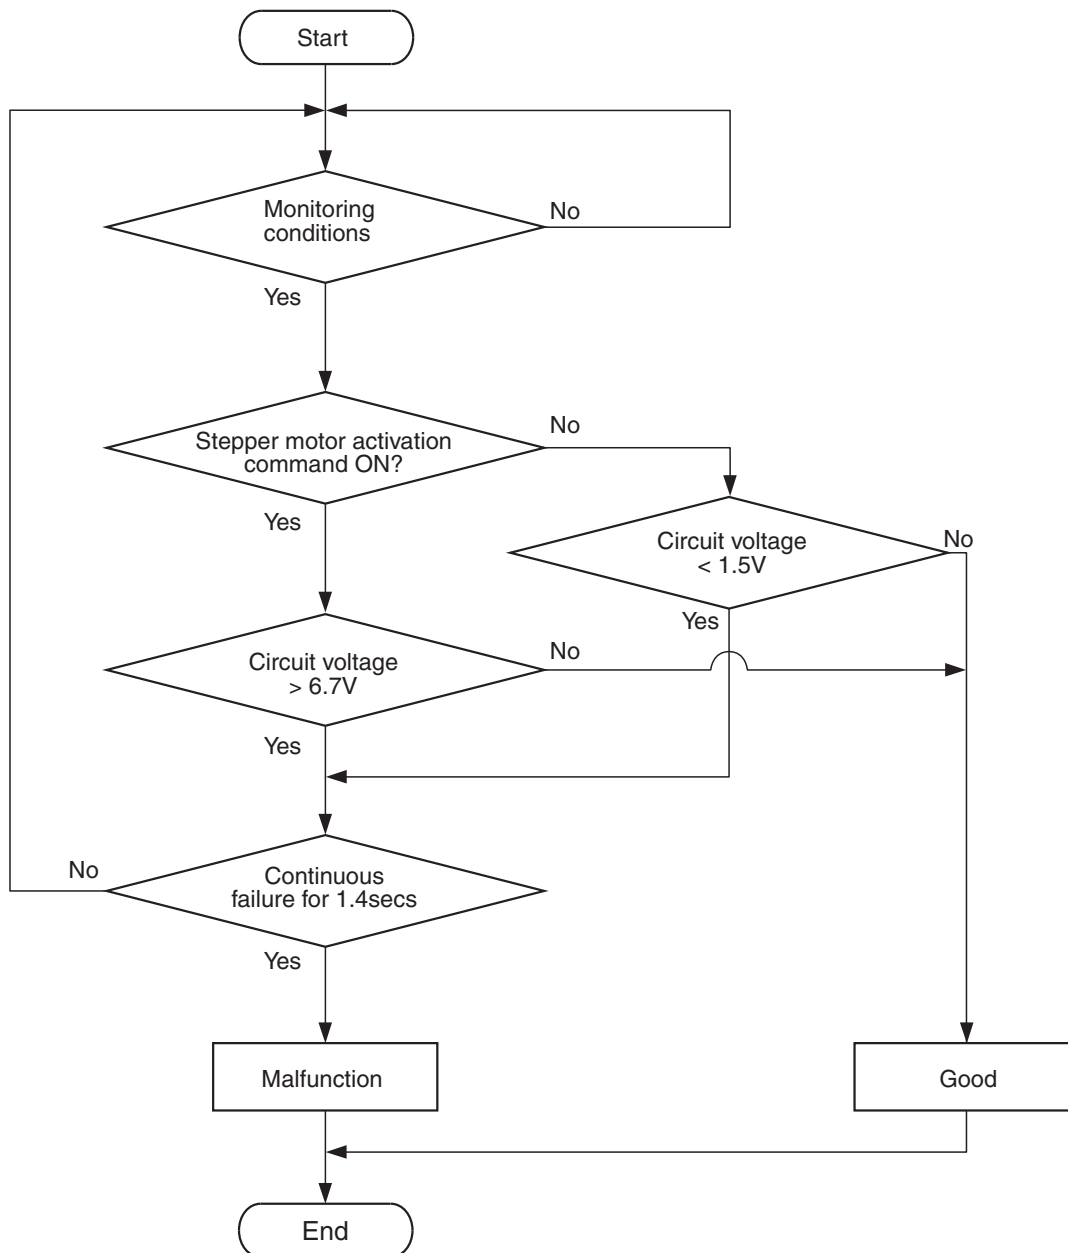 Start
Monitoring
conditions
No
Yes
Stepper motor activation
command ON?
No
Yes
Circuit voltage
< 1.5V
No
Yes
Circuit voltage
> 6.7V
No
Yes
Continuous
failure for 1.4secs
No
Yes
Malfunction
Good
End